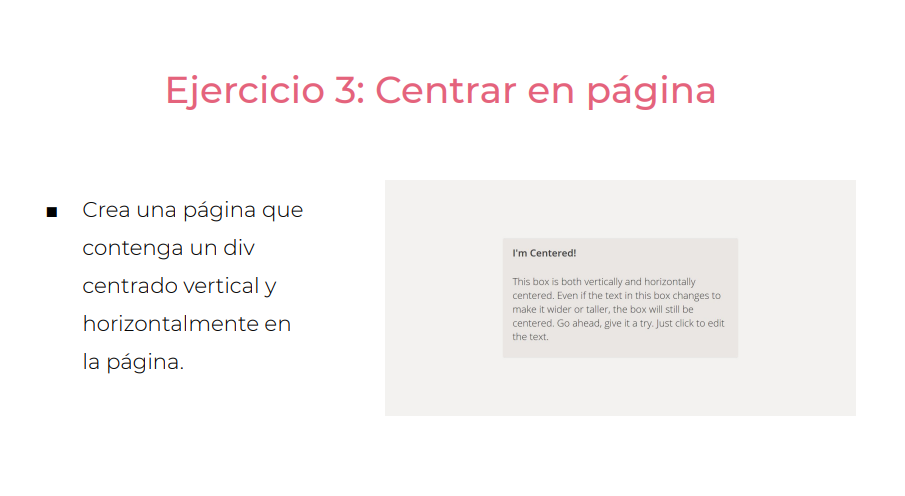 Ejercicio 3: Centrar en página
▪ Crea una página que
contenga un div
centrado vertical y
horizontalmente en
la página.
I'm Centered!
This box is both vertically and horizontally
centered. Even if the text in this box changes to
make it wider or taller, the box will still be
centered. Go ahead, give it a try. Just click to edit
the text.